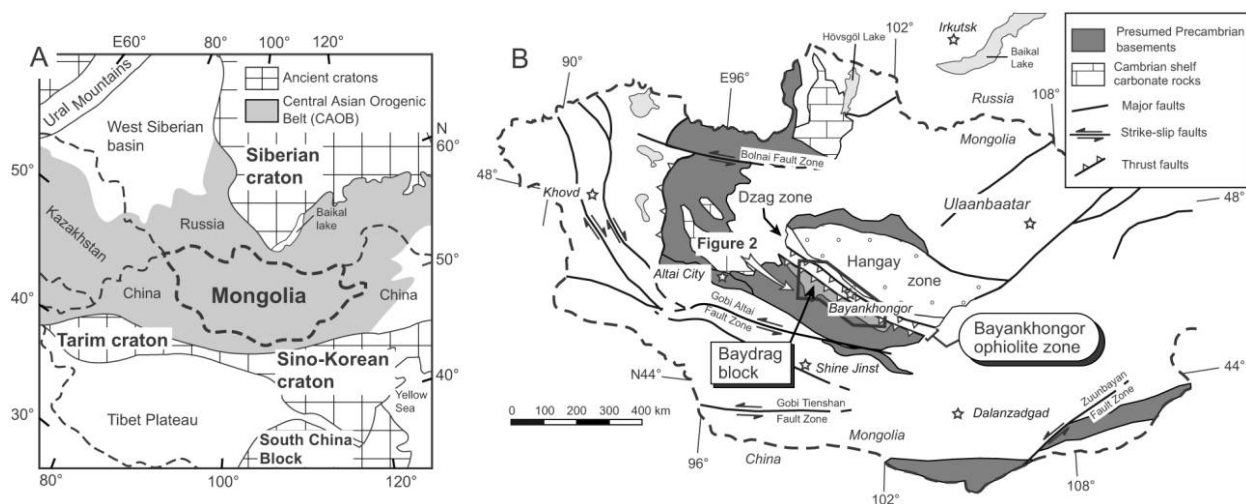 A
E60°
80°
100°
120°
Ural Mountains
West Siberian
basin
Ancient cratons
Central Asian Orogenic
Belt (CAOB)
N
60°
50°
Siberian
craton
Kazakhstan
Russia
Baikal
lake
50°
40°
China
Mongolia
China
Tarim craton
Sino-Korean
craton
40°
30°
Yellow
Sea
Tibet Plateau
South China
Block
80°
100°
120°
B
90°
E96°
Hövsgöl Lake
102°
Irkutsk
Baikal
Lake
108°
Russia
Mongolia
Presumed Precambrian
basements
Cambrian shelf
carbonate rocks
Major faults
Strike-slip faults
Thrust faults
48°
Bolnai Fault Zone
Khovd
Dzag zone
Ulaanbaatar
48°
Figure 2
Hangay
zone
Altai City
Gobi Altai
Fault Zone
Bayankhongor
Bayankhongor
ophiolite zone
Baydrag
block
Shine Jinst
N44°
44°
0 100 200 300 400 km
Gobi Tienshan
Fault Zone
Dalanzadgad
Zuunbayan
Fault Zone
Mongolia
China
96°
102°
108°